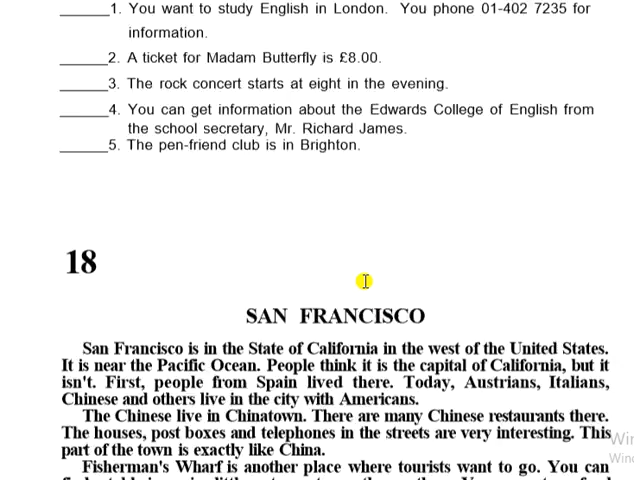 ______1. You want to study English in London. You phone 01-402 7235 for
information.
______2. A ticket for Madam Butterfly is £8.00.
______3. The rock concert starts at eight in the evening.
______4. You can get information about the Edwards College of English from
the school secretary, Mr. Richard James.
______5. The pen-friend club is in Brighton.
18
SAN FRANCISCO
San Francisco is in the State of California in the west of the United States.
It is near the Pacific Ocean. People think it is the capital of California, but it
isn't. First, people from Spain lived there. Today, Austrians, Italians,
Chinese and others live in the city with Americans.
The Chinese live in Chinatown. There are many Chinese restaurants there.
The houses, post boxes and telephones in the streets are very interesting. This
part of the town is exactly like China.
Fisherman's Wharf is another place where tourists want to go. You can